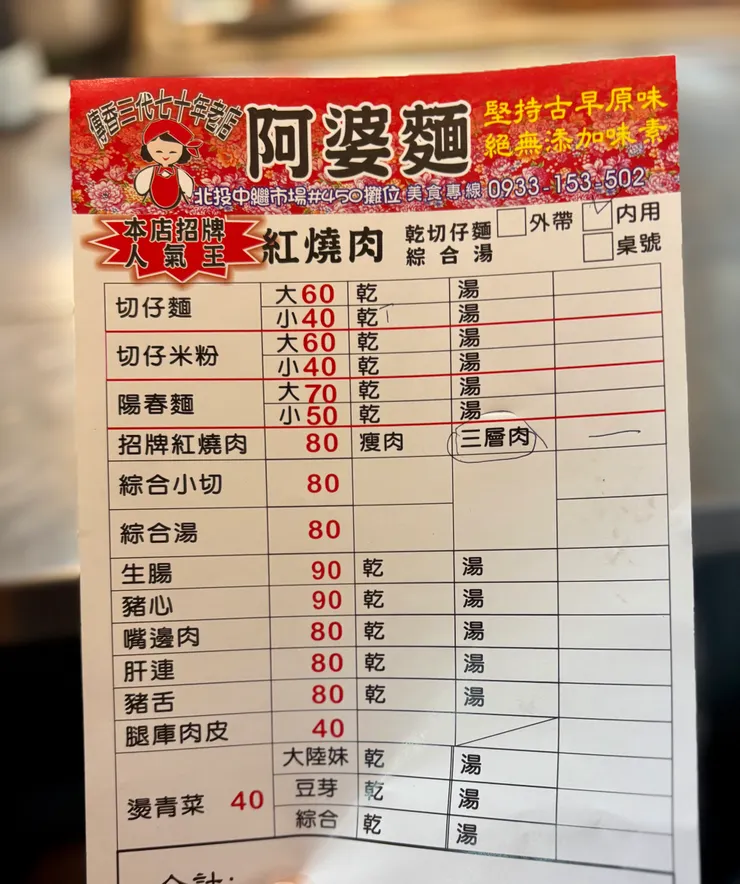 傳香三代七十年老店
阿婆麵
堅持古早原味
絕無添加味素
北投中繼市場#450攤位 美食專線 0933-153-502
本店招牌
人氣王
紅燒肉
乾切仔麵
綜合湯
外帶 內用
桌號
切仔麵 大60 乾 湯
小40 乾 湯
切仔米粉 大60 乾 湯
小40 乾 湯
陽春麵 大70 乾 湯
小50 乾 湯
招牌紅燒肉 80 瘦肉 三層肉
綜合小切 80
綜合湯 80
生腸 90 乾 湯
豬心 90 乾 湯
嘴邊肉 80 乾 湯
肝連 80 乾 湯
豬舌 80 乾 湯
腿庫肉皮 40
燙青菜 40 大陸妹 乾 湯
豆芽 乾 湯
綜合 乾 湯
合計: